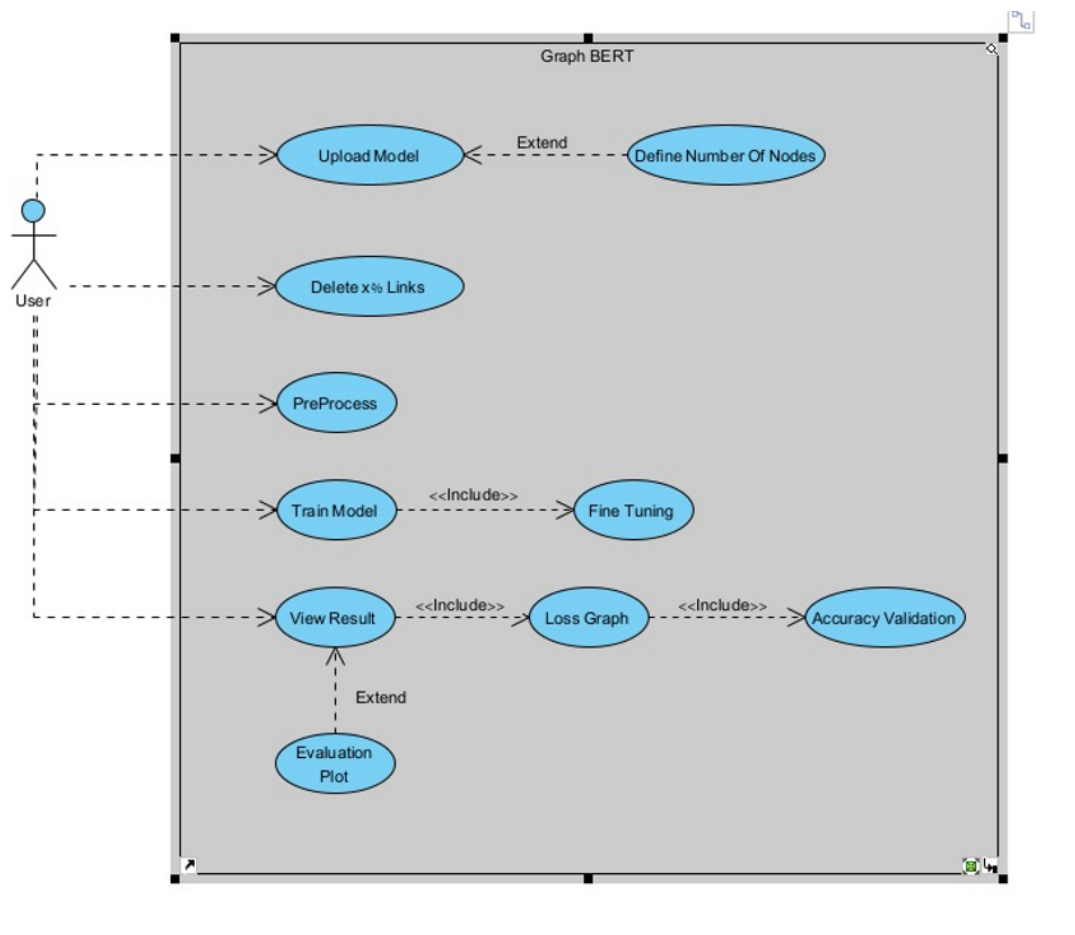 Graph BERT
Upload Model
Extend
Define Number Of Nodes
User
Delete x% Links
PreProcess
Train Model
<<Include>>
Fine Tuning
View Result
<<Include>>
Loss Graph
<<Include>>
Accuracy Validation
Extend
Evaluation
Plot